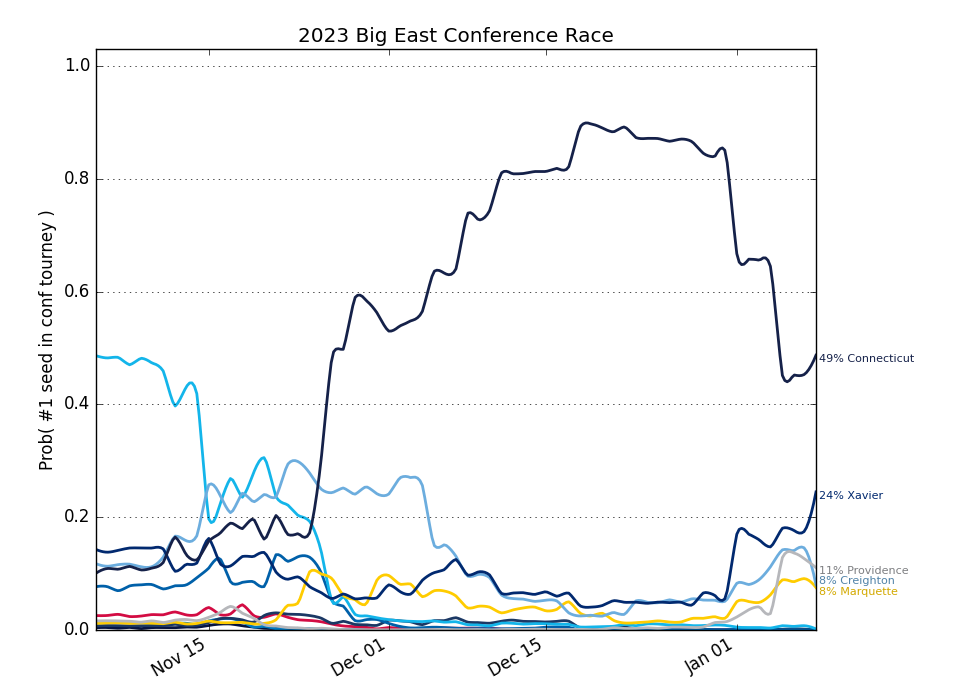 2023 Big East Conference Race
Prob( #1 seed in conf tourney )
1.0
0.8
0.6
0.4
0.2
0.0
Nov 15
Dec 01
Dec 15
Jan 01
49% Connecticut
24% Xavier
11% Providence
8% Creighton
8% Marquette